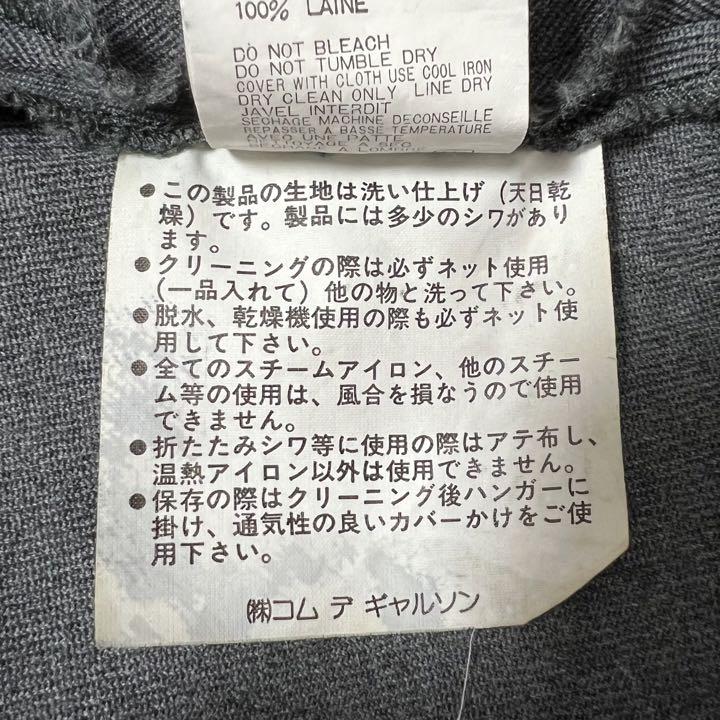 100% LAINE
DO NOT BLEACH
DO NOT TUMBLE DRY
COVER WITH CLOTH USE COOL IRON
DRY CLEAN ONLY LINE DRY
JAVEL INTERDIT
SECHAGE MACHINE DECONSEILLE
REPASSER A BASSE TEMPERATURE
AVEC UNE PATTE
NETTOYAGE A SEC
SECHAGE A L'OMBRE
●この製品の生地は洗い仕上げ(天日乾
燥)です。製品には多少のシワがあり
ます。
●クリーニングの際は必ずネット使用
(一品入れて)他の物と洗って下さい。
●脱水、乾燥機使用の際も必ずネット使
用して下さい。
●全てのスチームアイロン、他のスチー
ム等の使用は、風合を損なうので使用
できません。
●折たたみシワ等に使用の際はアテ布し、
温熱アイロン以外は使用できません。
●保存の際はクリーニング後ハンガーに
掛け、通気性の良いカバーかけをご使
用下さい。
㈱コム デ ギャルソン